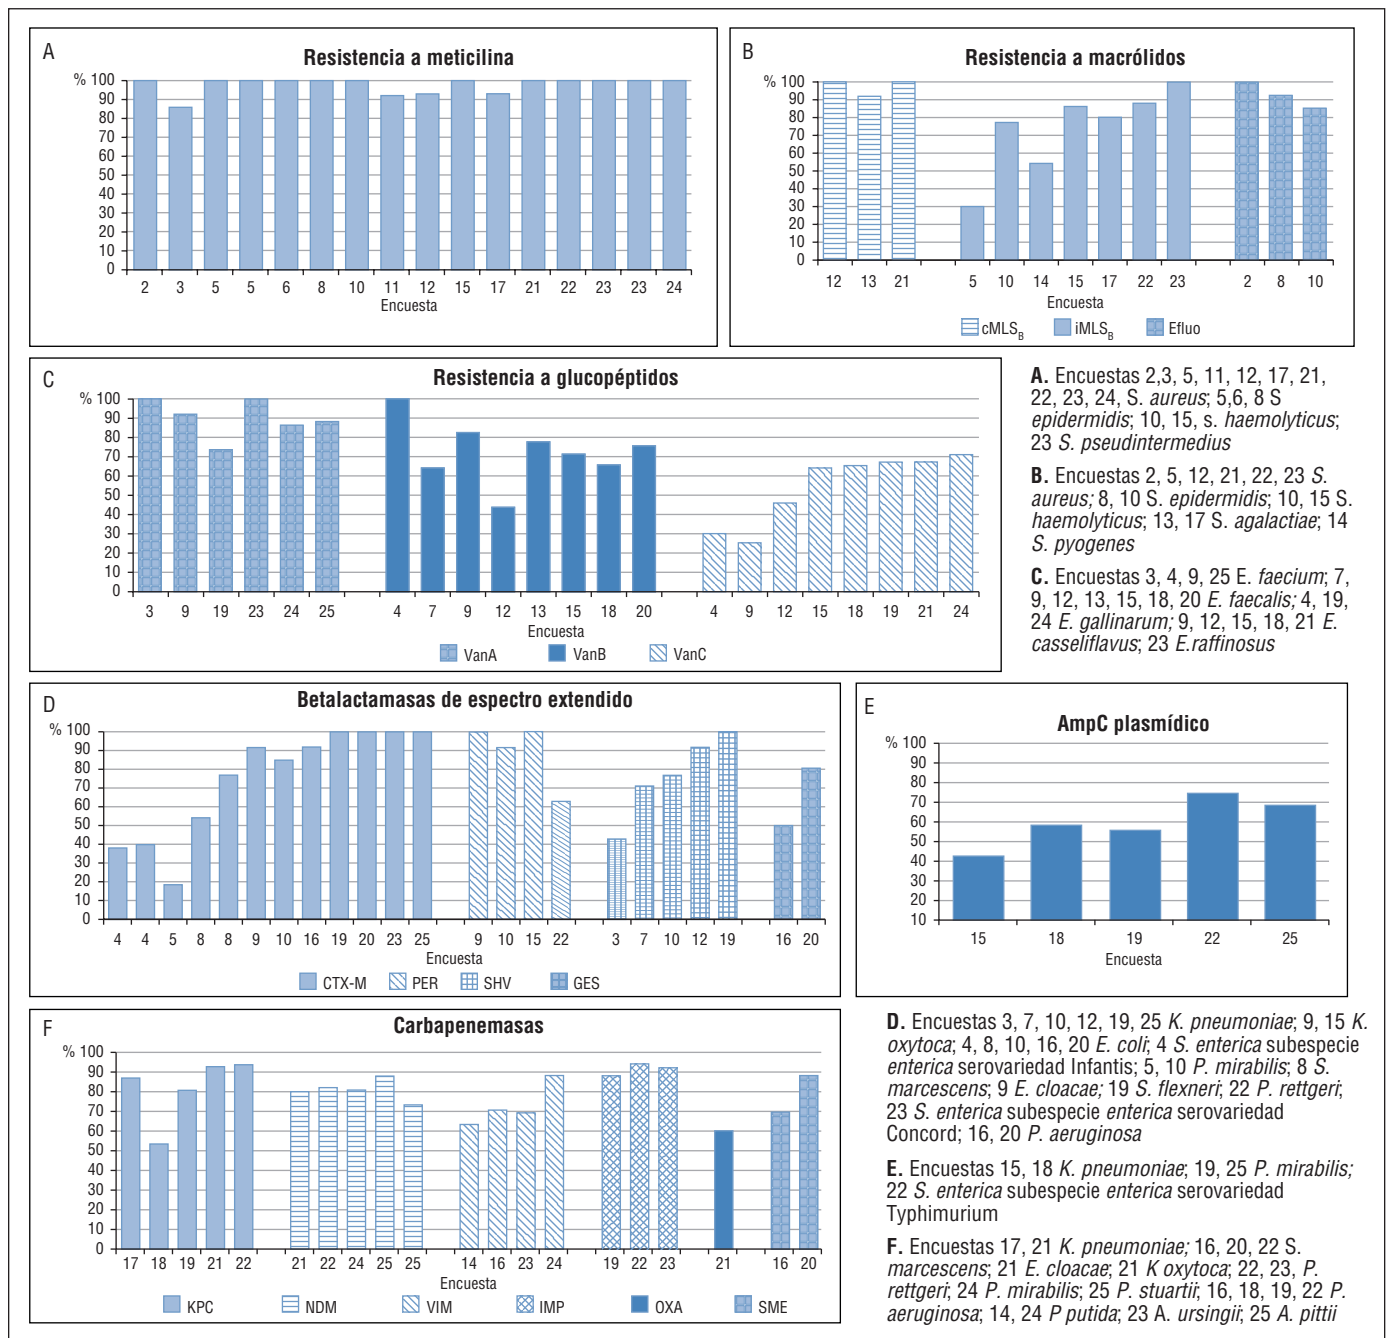 A
Resistencia a meticilina
% 100
90
80
70
60
50
40
30
20
10
0
2 3 5 5 6 8 10 11 12 15 17 21 22 23 23 24
Encuesta
B
Resistencia a macrólidos
% 100
90
80
70
60
50
40
30
20
10
0
12 13 21 5 10 14 15 17 22 23 2 8 10
Encuesta
cMLSB iMLSB Efluo
C
Resistencia a glucopéptidos
% 100
90
80
70
60
50
40
30
20
10
0
3 9 19 23 24 25 4 7 9 12 13 15 18 20 4 9 12 15 18 19 21 24
Encuesta
VanA VanB VanC
A. Encuestas 2,3, 5, 11, 12, 17, 21,
22, 23, 24, S. aureus; 5,6, 8 S
epidermidis; 10, 15, s. haemolyticus;
23 S. pseudintermedius
B. Encuestas 2, 5, 12, 21, 22, 23 S.
aureus; 8, 10 S. epidermidis; 10, 15 S.
haemolyticus; 13, 17 S. agalactiae; 14
S. pyogenes
C. Encuestas 3, 4, 9, 25 E. faecium; 7,
9, 12, 13, 15, 18, 20 E. faecalis; 4, 19,
24 E. gallinarum; 9, 12, 15, 18, 21 E.
casseliflavus; 23 E.raffinosus
D
Betalactamasas de espectro extendido
% 100
90
80
70
60
50
40
30
20
10
0
4 4 5 8 8 9 10 16 19 20 23 25 9 10 15 22 3 7 10 12 19 16 20
Encuesta
CTX-M PER SHV GES
E
AmpC plasmídico
% 100
90
80
70
60
50
40
30
20
10
15 18 19 22 25
Encuesta
F
Carbapenemasas
% 100
90
80
70
60
50
40
30
20
10
0
17 18 19 21 22 21 22 24 25 25 14 16 23 24 19 22 23 21 16 20
KPC NDM VIM IMP OXA SME
D. Encuestas 3, 7, 10, 12, 19, 25 K. pneumoniae; 9, 15 K.
oxytoca; 4, 8, 10, 16, 20 E. coli; 4 S. enterica subespecie
enterica serovariedad Infantis; 5, 10 P. mirabilis; 8 S.
marcescens; 9 E. cloacae; 19 S. flexneri; 22 P. rettgeri;
23 S. enterica subespecie enterica serovariedad
Concord; 16, 20 P. aeruginosa
E. Encuestas 15, 18 K. pneumoniae; 19, 25 P. mirabilis;
22 S. enterica subespecie enterica serovariedad
Typhimurium
F. Encuestas 17, 21 K. pneumoniae; 16, 20, 22 S.
marcescens; 21 E. cloacae; 21 K oxytoca; 22, 23, P.
rettgeri; 24 P. mirabilis; 25 P. stuartii; 16, 18, 19, 22 P.
aeruginosa; 14, 24 P putida; 23 A. ursingii; 25 A. pittii